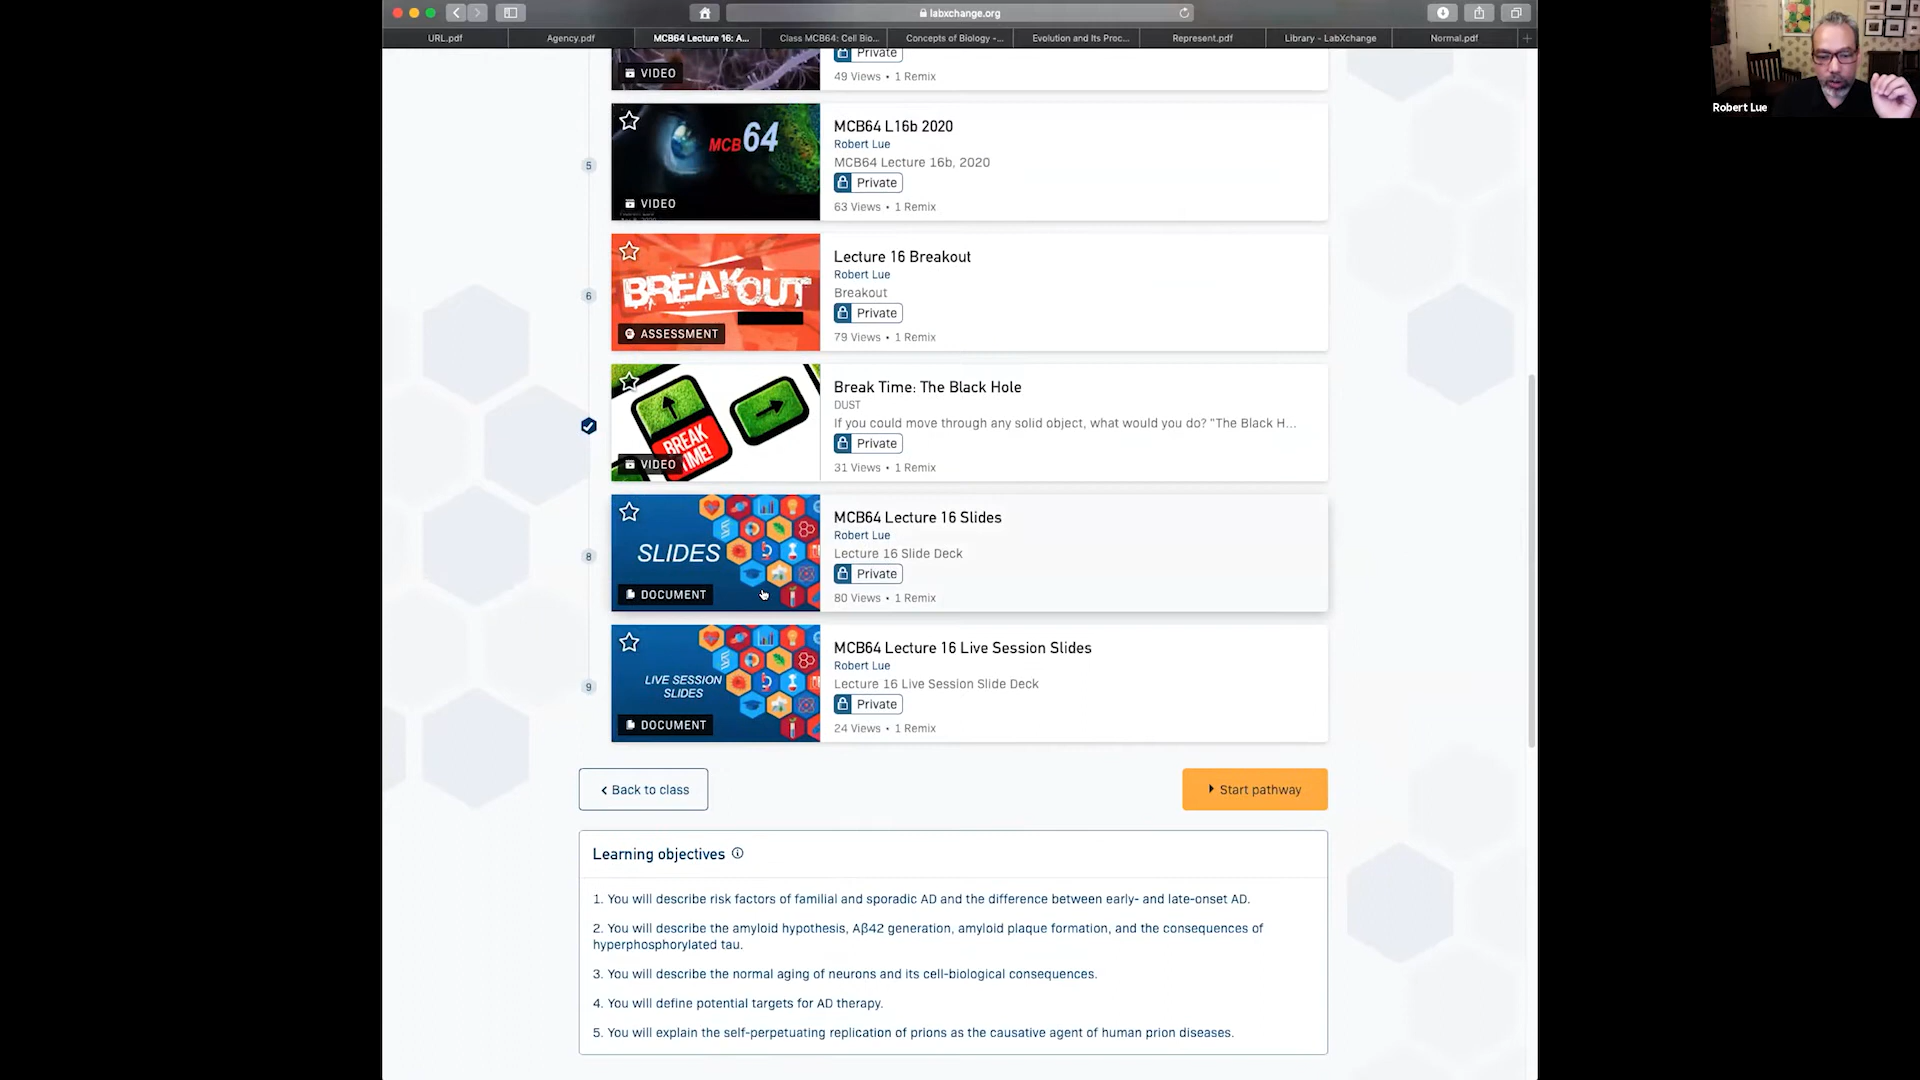 labxchange.org
URL.pdf
Agency.pdf
MCB64 Lecture 16: A...
Class MCB64: Cell Bio...
Concepts of Biology -...
Evolution and Its Proc...
Represent.pdf
Library - LabXchange
Normal.pdf
Robert Lue
VIDEO
Private
49 Views • 1 Remix
5
MCB 64
VIDEO
MCB64 L16b 2020
Robert Lue
MCB64 Lecture 16b, 2020
Private
63 Views • 1 Remix
6
BREAKOUT
ASSESSMENT
Lecture 16 Breakout
Robert Lue
Breakout
Private
79 Views • 1 Remix
BREAK
TIME!
VIDEO
Break Time: The Black Hole
DUST
If you could move through any solid object, what would you do? "The Black H...
Private
31 Views • 1 Remix
8
SLIDES
DOCUMENT
MCB64 Lecture 16 Slides
Robert Lue
Lecture 16 Slide Deck
Private
80 Views • 1 Remix
9
LIVE SESSION
SLIDES
DOCUMENT
MCB64 Lecture 16 Live Session Slides
Robert Lue
Lecture 16 Live Session Slide Deck
Private
24 Views • 1 Remix
Back to class
Start pathway
Learning objectives
1. You will describe risk factors of familial and sporadic AD and the difference between early- and late-onset AD.
2. You will describe the amyloid hypothesis, Aβ42 generation, amyloid plaque formation, and the consequences of
hyperphosphorylated tau.
3. You will describe the normal aging of neurons and its cell-biological consequences.
4. You will define potential targets for AD therapy.
5. You will explain the self-perpetuating replication of prions as the causative agent of human prion diseases.